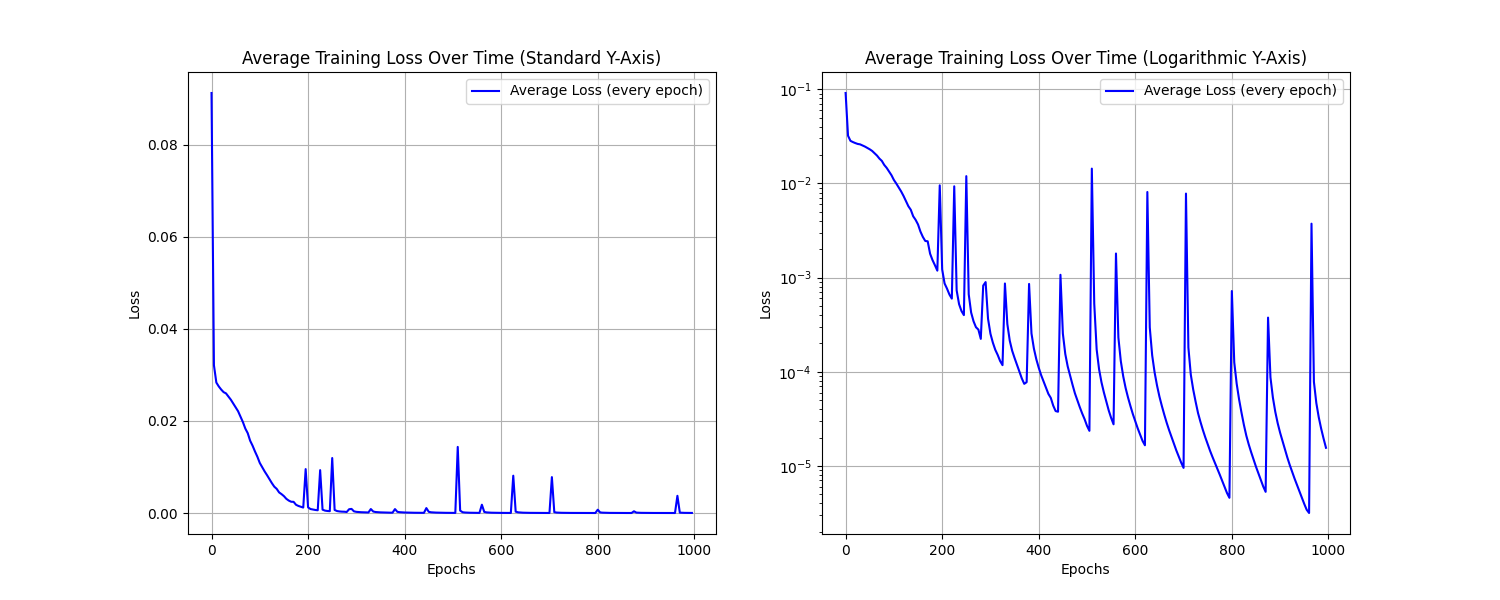 Average Training Loss Over Time (Standard Y-Axis)
Average Loss (every epoch)
Loss
0.08
0.06
0.04
0.02
0.00
0 200 400 600 800 1000
Epochs
Average Training Loss Over Time (Logarithmic Y-Axis)
Average Loss (every epoch)
Loss
10⁻¹
10⁻²
10⁻³
10⁻⁴
10⁻⁵
0 200 400 600 800 1000
Epochs